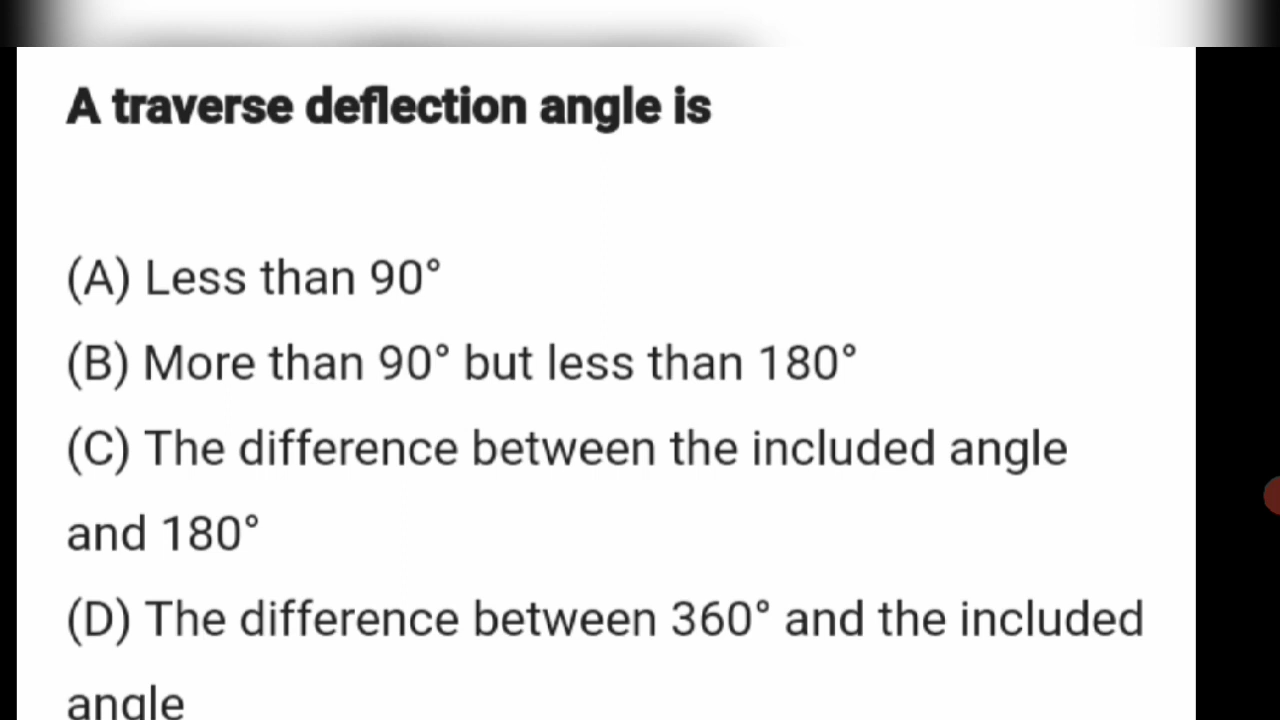 A traverse deflection angle is
(A) Less than 90°
(B) More than 90° but less than 180°
(C) The difference between the included angle
and 180°
(D) The difference between 360° and the included
angle